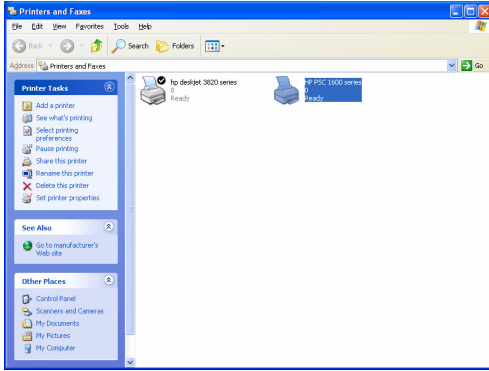 Printers and Faxes
File Edit View Favorites Tools Help
Back Search Folders
Address Printers and Faxes Go
Printer Tasks
Add a printer
See what's printing
Select printing
preferences
Pause printing
Share this printer
Rename this printer
Delete this printer
Set printer properties
See Also
Go to manufacturer's
Web site
Other Places
Control Panel
Scanners and Cameras
My Documents
My Pictures
My Computer
hp deskjet 3820 series
0
Ready
HP PSC 1600 series
0
Ready